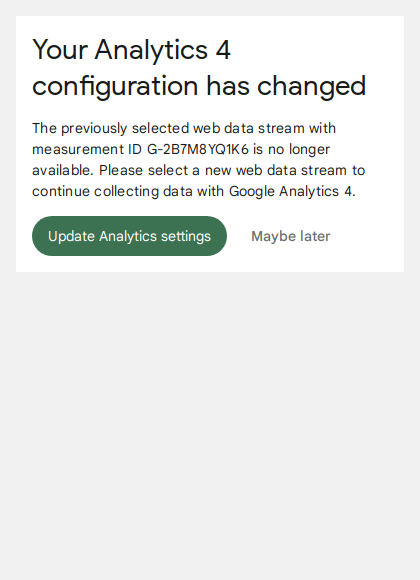 Your Analytics 4
configuration has changed
The previously selected web data stream with
measurement ID G-2B7M8YQ1K6 is no longer
available. Please select a new web data stream to
continue collecting data with Google Analytics 4.
Update Analytics settings
Maybe later